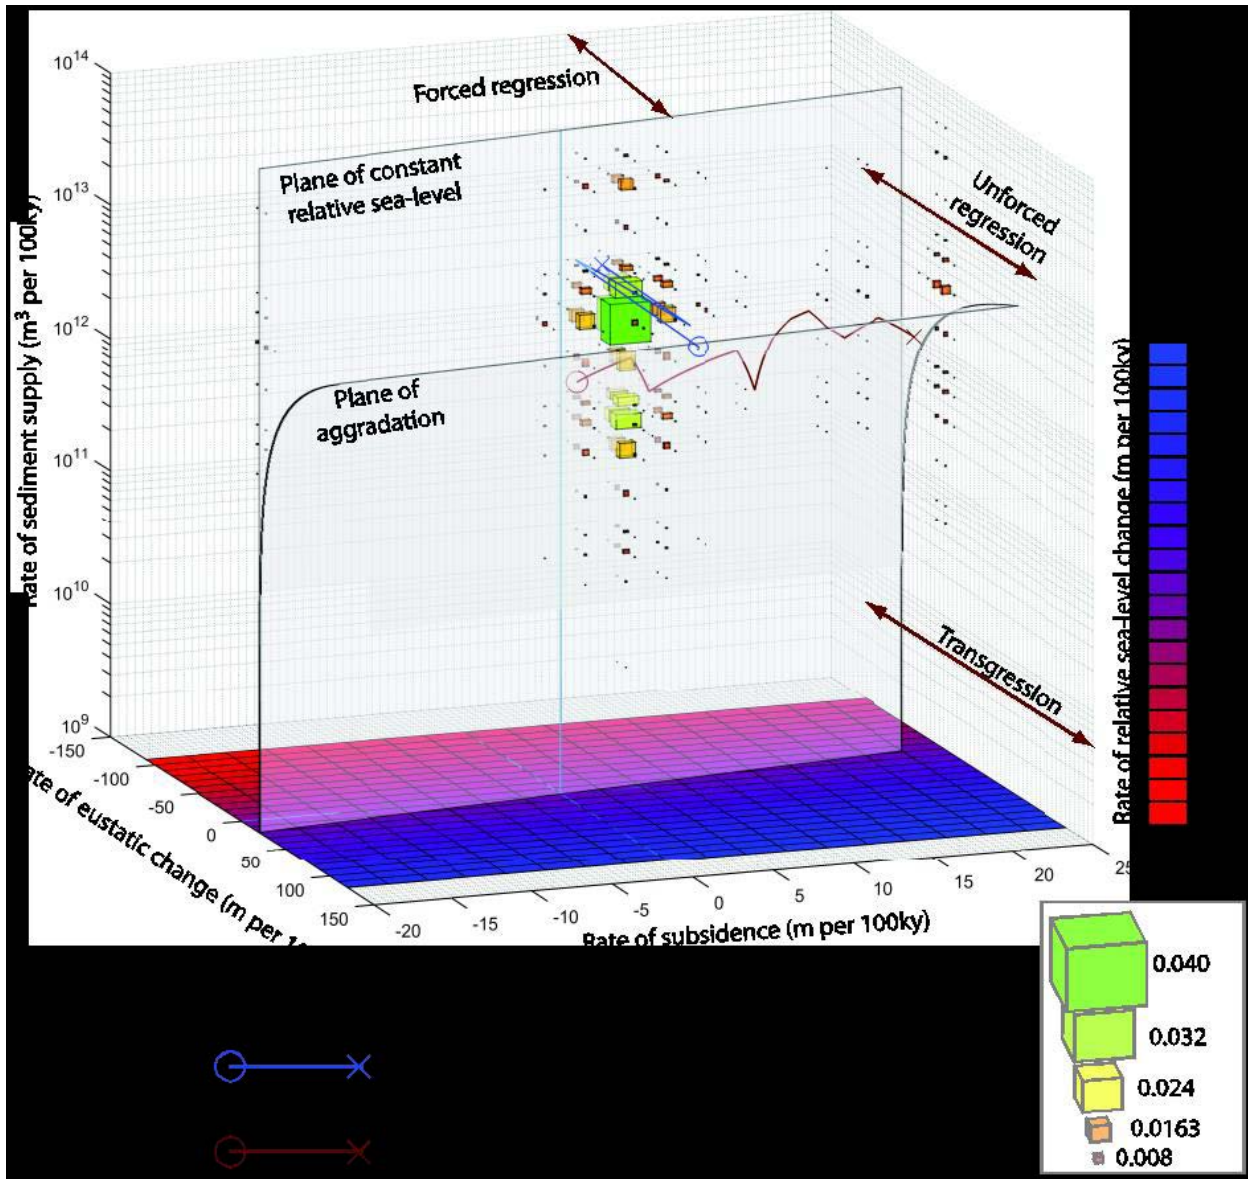 10^14
10^13
10^12
10^11
10^10
10^9
Rate of sediment supply (m^3 per 100ky)
Forced regression
Plane of constant
relative sea-level
Unforced
regression
Plane of
aggradation
Transgression
Rate of relative sea-level change (m per 100ky)
-150
-100
-50
0
50
100
150
of eustatic change (m per
-20
-15
-10
-5
0
5
10
15
20
25
Rate of subsidence (m per 100ky)
0.040
0.032
0.024
0.0163
0.008